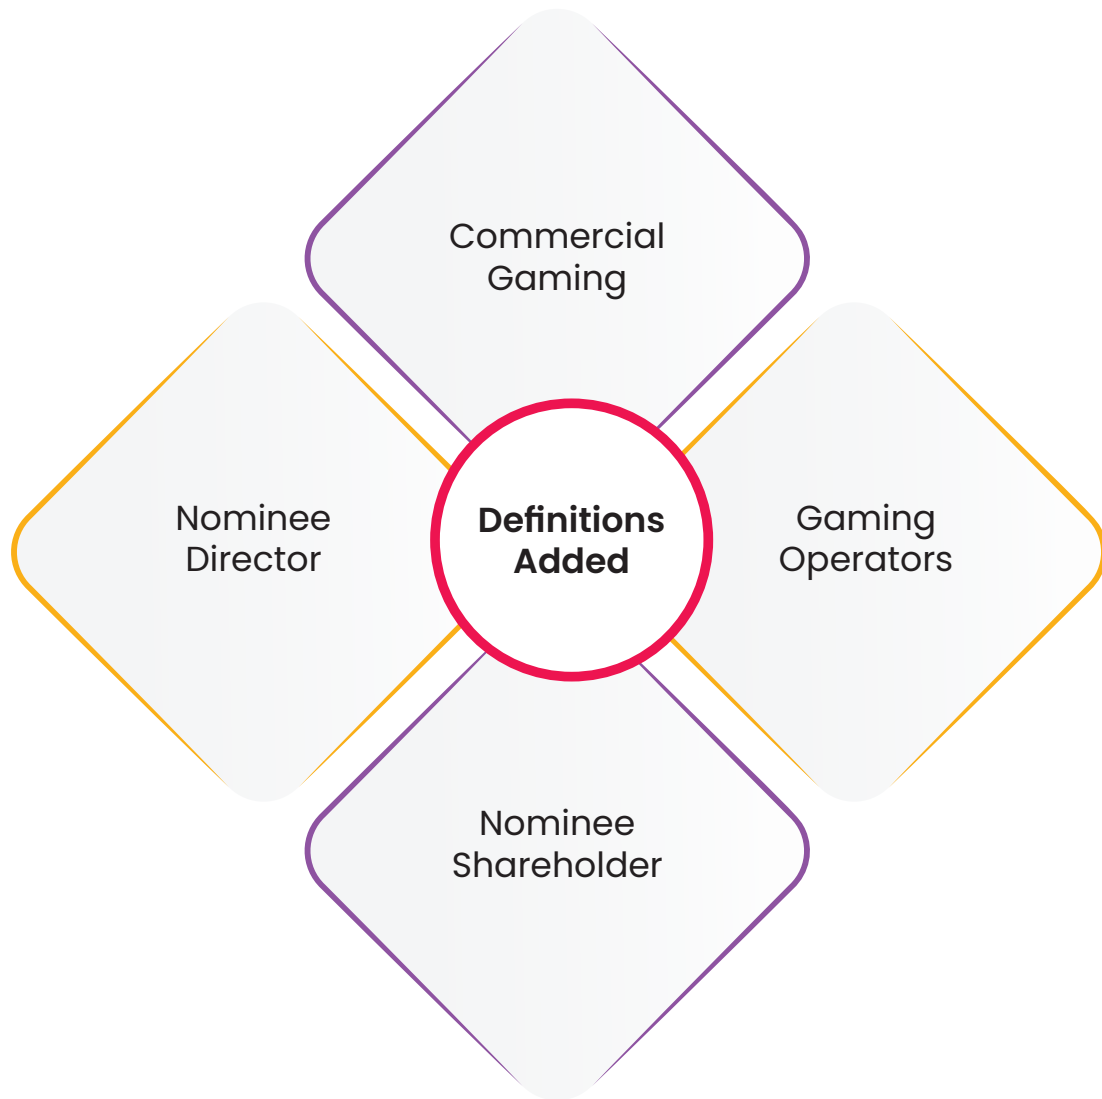 Commercial
Gaming
Nominee
Director
Definitions
Added
Gaming
Operators
Nominee
Shareholder